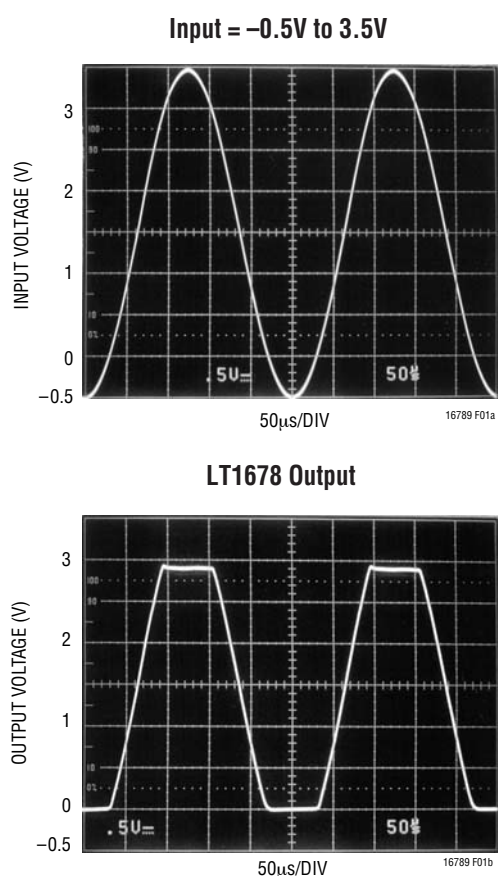 Input = –0.5V to 3.5V
INPUT VOLTAGE (V)
3
2
1
0
–0.5
100
90
10
0%
.5V
50µs
50µs/DIV
16789 F01a
LT1678 Output
OUTPUT VOLTAGE (V)
3
2
1
0
–0.5
100
90
10
0%
.5V
50µs
50µs/DIV
16789 F01b